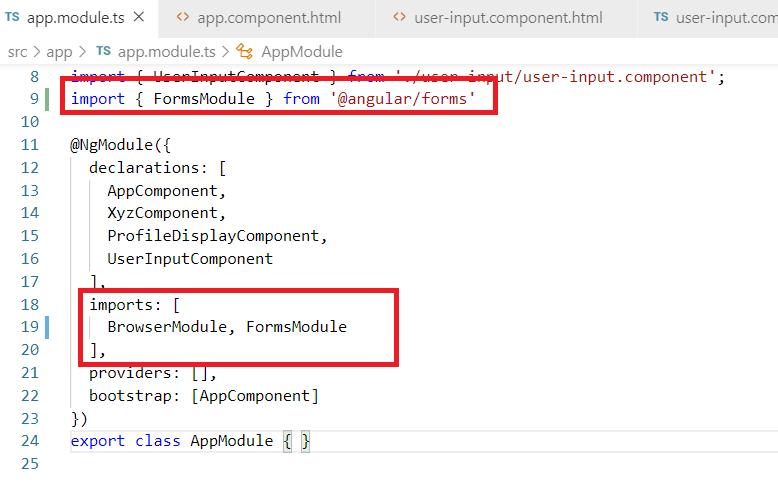 TS app.module.ts × <> app.component.html <> user-input.component.html TS user-input.com
src > app > TS app.module.ts > AppModule
8 import { UserInputComponent } from './user-input/user-input.component';
9 import { FormsModule } from '@angular/forms'
10
11 @NgModule({
12 declarations: [
13 AppComponent,
14 XyzComponent,
15 ProfileDisplayComponent,
16 UserInputComponent
17 ],
18 imports: [
19 BrowserModule, FormsModule
20 ],
21 providers: [],
22 bootstrap: [AppComponent]
23 })
24 export class AppModule { }
25